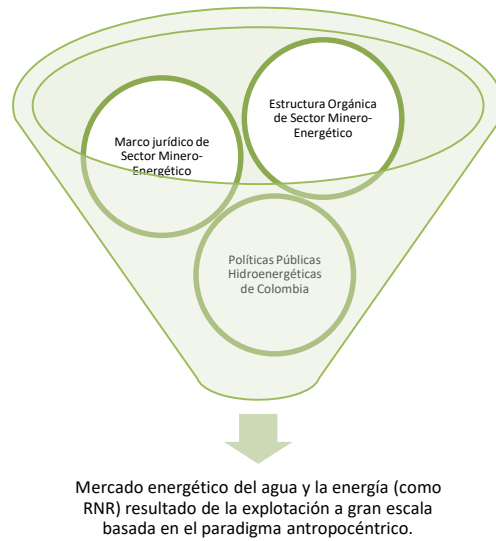 Estructura Orgánica
de Sector Minero-
Energético
Marco jurídico de
Sector Minero-
Energético
Políticas Públicas
Hidroenergéticas
de Colombia
Mercado energético del agua y la energía (como
RNR) resultado de la explotación a gran escala
basada en el paradigma antropocéntrico.